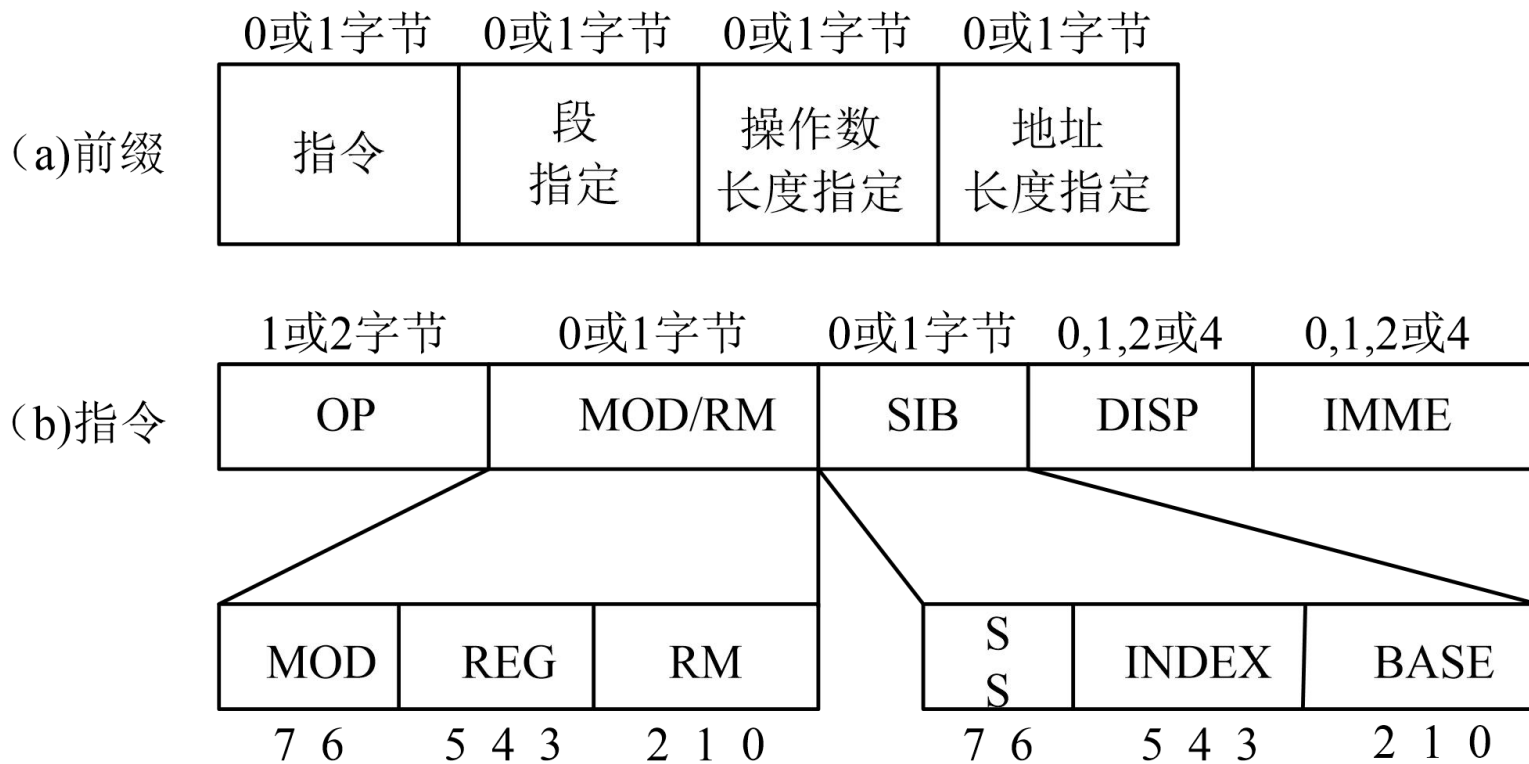 0或1字节 0或1字节 0或1字节 0或1字节
(a)前缀
指令
段
指定
操作数
长度指定
地址
长度指定
1或2字节 0或1字节 0或1字节 0,1,2或4 0,1,2或4
(b)指令
OP MOD/RM SIB DISP IMME
MOD REG RM
S
S
INDEX BASE
7 6 5 4 3 2 1 0 7 6 5 4 3 2 1 0